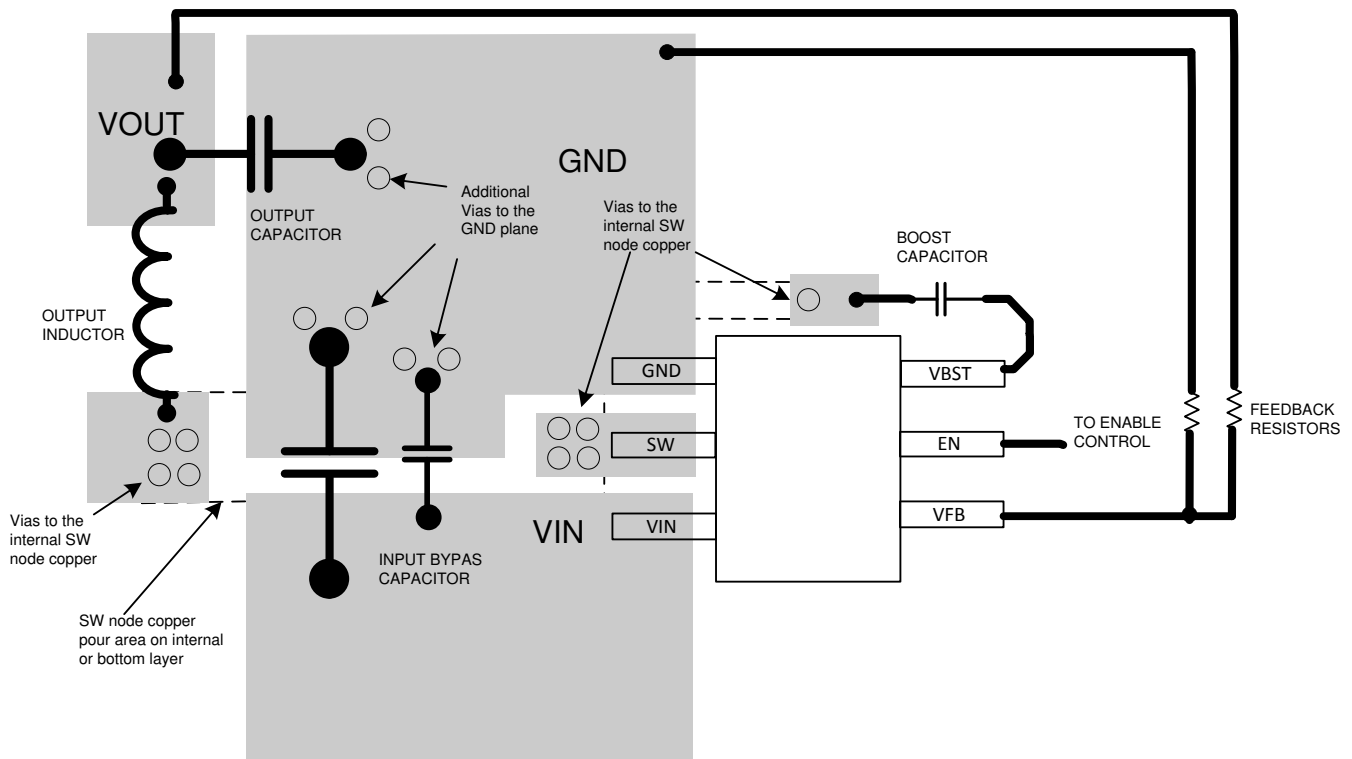 VOUT
GND
OUTPUT
CAPACITOR
Additional
Vias to the
GND plane
Vias to the
internal SW
node copper
BOOST
CAPACITOR
OUTPUT
INDUCTOR
GND
VBST
SW
EN
TO ENABLE
CONTROL
FEEDBACK
RESISTORS
VIN
VIN
VFB
Vias to the
internal SW
node copper
INPUT BYPAS
CAPACITOR
SW node copper
pour area on internal
or bottom layer